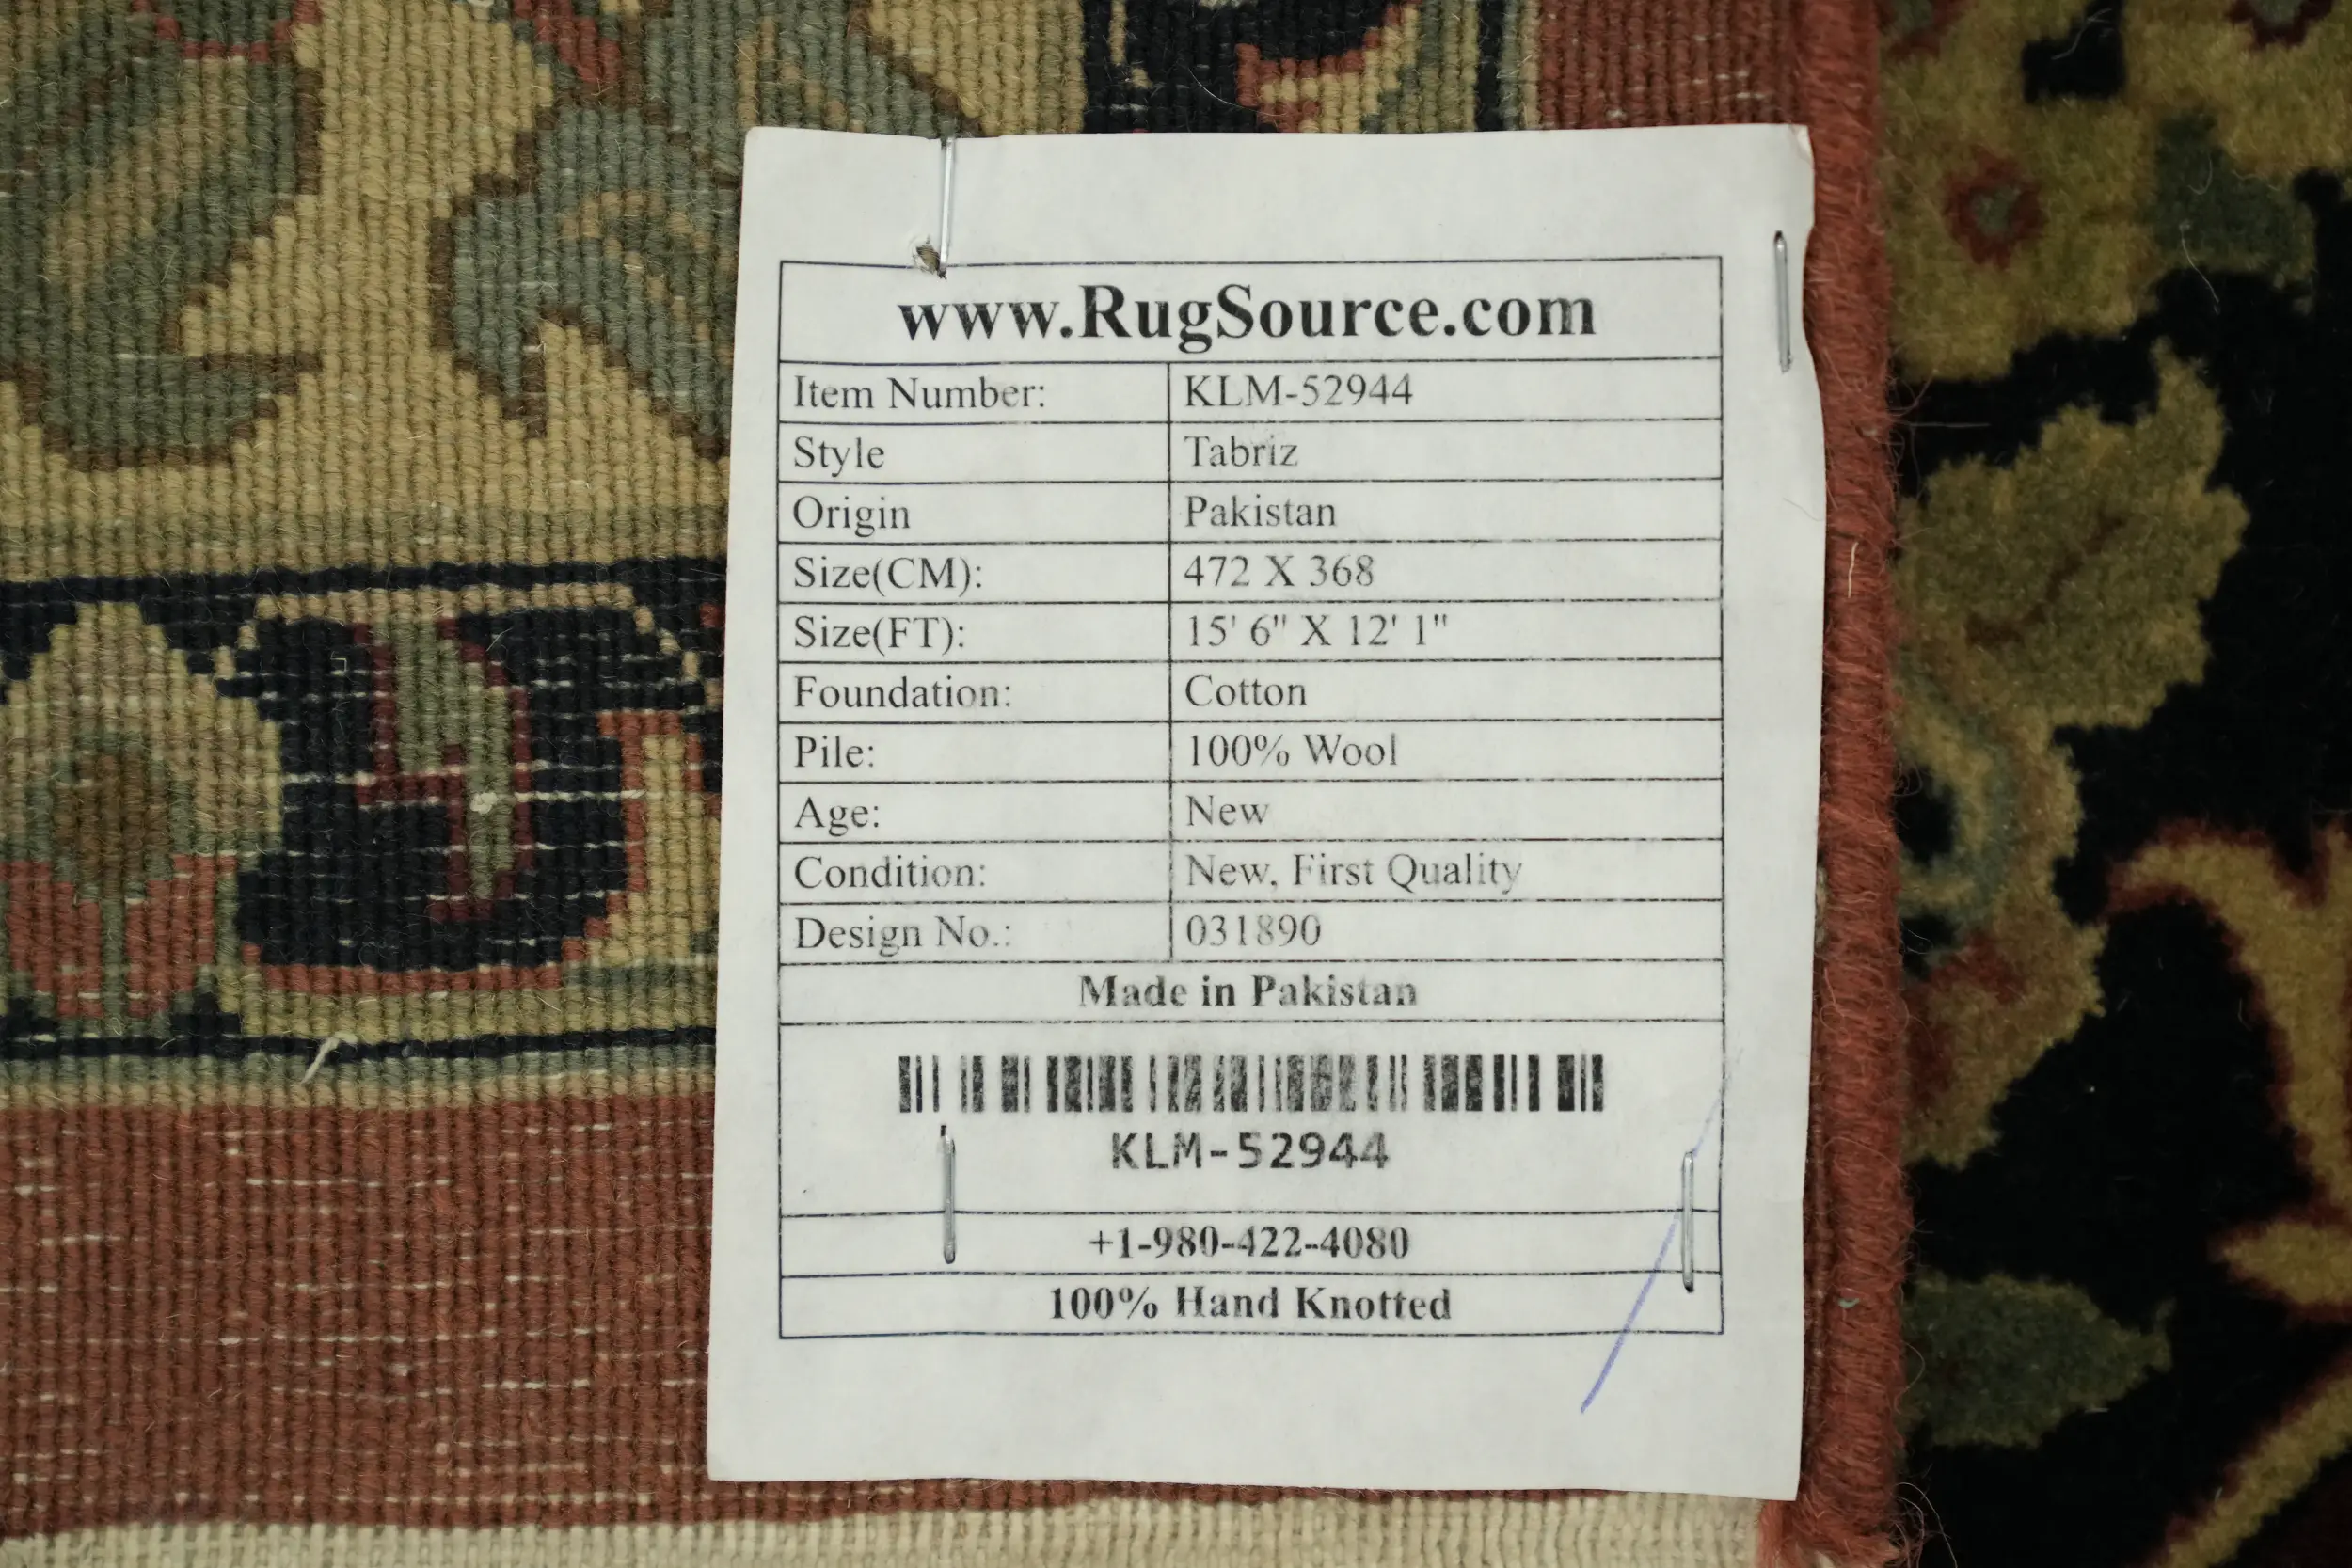 www.RugSource.com
Item Number: KLM-52944
Style Tabriz
Origin Pakistan
Size(CM): 472 X 368
Size(FT): 15' 6" X 12' 1"
Foundation: Cotton
Pile: 100% Wool
Age: New
Condition: New, First Quality
Design No.: 031890
Made in Pakistan
KLM-52944
+1-980-422-4080
100% Hand Knotted